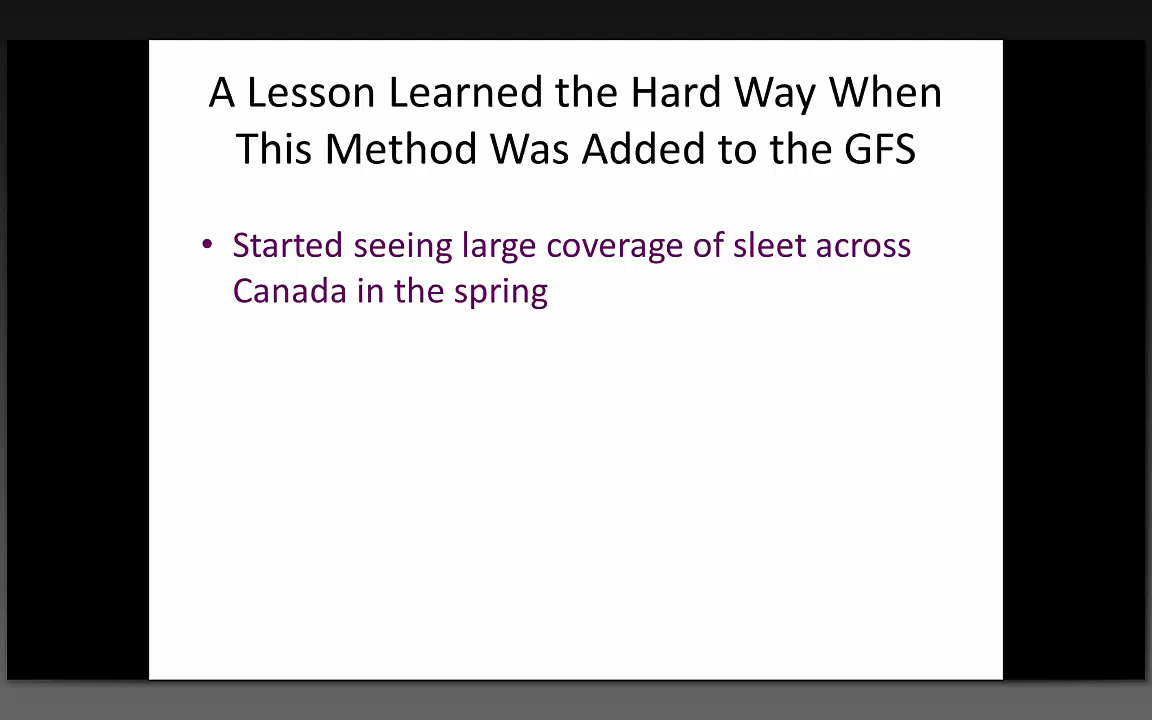 A Lesson Learned the Hard Way When
This Method Was Added to the GFS
• Started seeing large coverage of sleet across
Canada in the spring